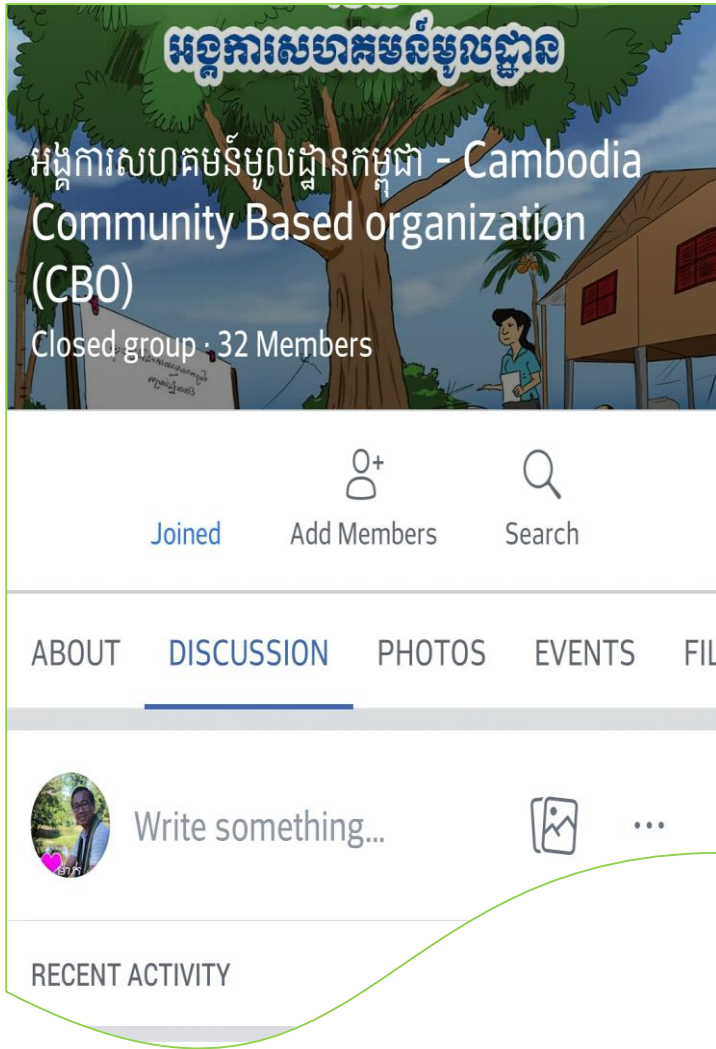 អង្គការសហគមន៍មូលដ្ឋាន
អង្គការសហគមន៍មូលដ្ឋានកម្ពុជា - Cambodia
Community Based organization
(CBO)
Closed group · 32 Members
Joined
Add Members
Search
ABOUT DISCUSSION PHOTOS EVENTS FIL
Write something...
RECENT ACTIVITY